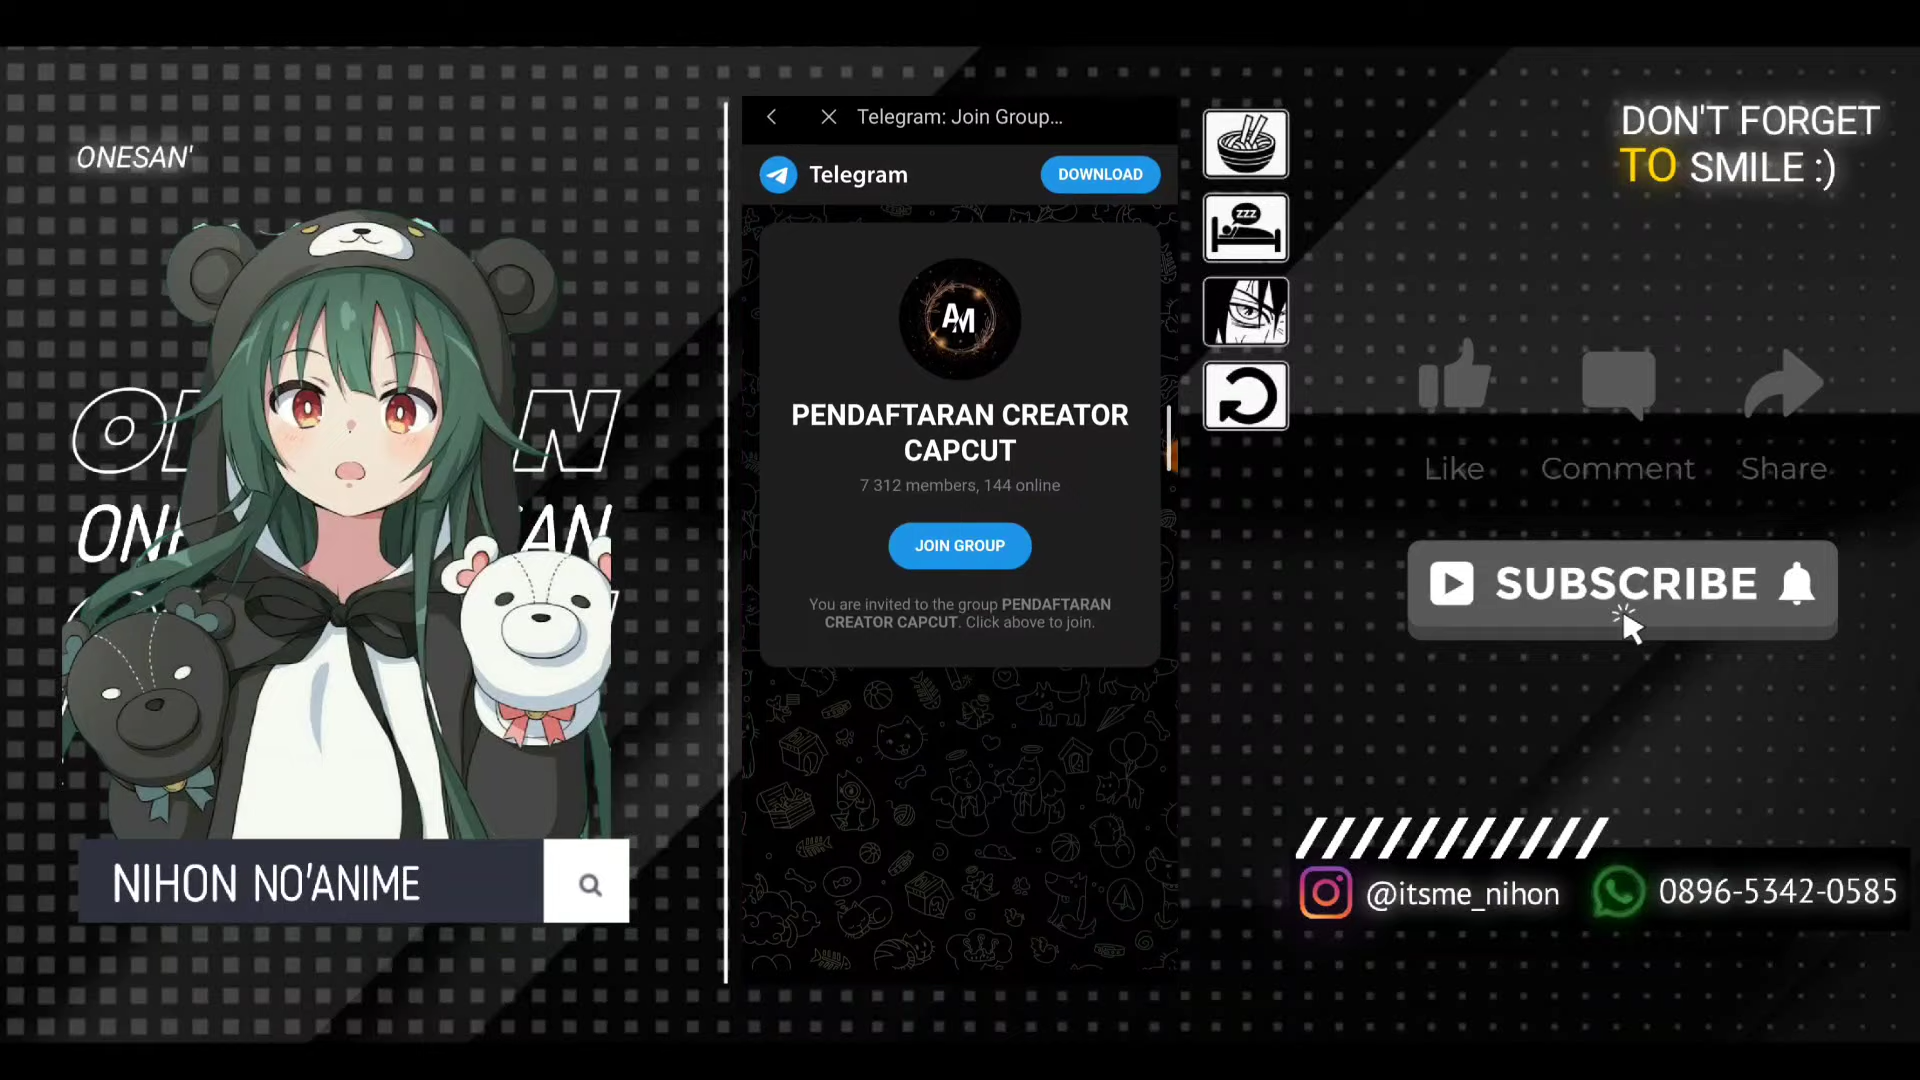 ONESAN'
NIHON NO'ANIME
Telegram: Join Group...
Telegram
DOWNLOAD
AM
PENDAFTARAN CREATOR
CAPCUT
7 312 members, 144 online
JOIN GROUP
You are invited to the group PENDAFTARAN
CREATOR CAPCUT. Click above to join.
zzz
DON'T FORGET
TO SMILE :)
Like
Comment
Share
SUBSCRIBE
@itsme_nihon
0896-5342-0585